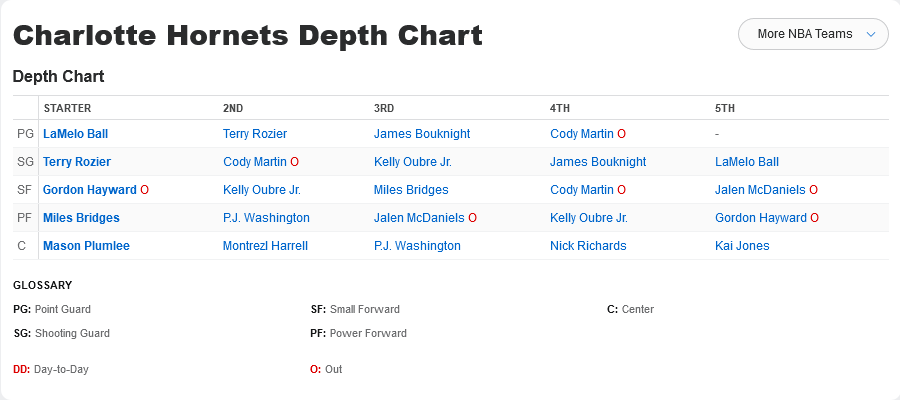 Charlotte Hornets Depth Chart
More NBA Teams
Depth Chart
STARTER 2ND 3RD 4TH 5TH
PG LaMelo Ball Terry Rozier James Bouknight Cody Martin O -
SG Terry Rozier Cody Martin O Kelly Oubre Jr. James Bouknight LaMelo Ball
SF Gordon Hayward O Kelly Oubre Jr. Miles Bridges Cody Martin O Jalen McDaniels O
PF Miles Bridges P.J. Washington Jalen McDaniels O Kelly Oubre Jr. Gordon Hayward O
C Mason Plumlee Montrezl Harrell P.J. Washington Nick Richards Kai Jones
GLOSSARY
PG: Point Guard SF: Small Forward C: Center
SG: Shooting Guard PF: Power Forward
DD: Day-to-Day O: Out